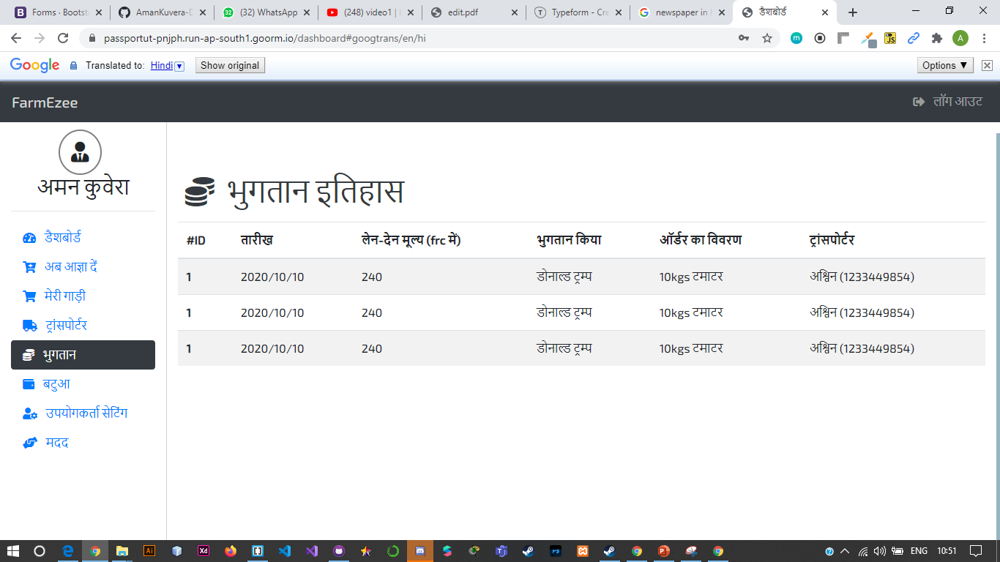 Forms · Bootst
AmanKuvera-D
(32) WhatsApp
(248) video1 |
edit.pdf
Typeform - Cre
newspaper in
डैशबोर्ड
passportut-pnjph.run-ap-south1.goorm.io/dashboard#googtrans/en/hi
Google Translated to: Hindi Show original Options ▼
FarmEzee
लॉग आउट
अमन कुवेरा
डैशबोर्ड
अब आज्ञा दें
मेरी गाड़ी
ट्रांसपोर्टर
भुगतान
बटुआ
उपयोगकर्ता सेटिंग
मदद
भुगतान इतिहास
#ID तारीख लेन-देन मूल्य (frc में) भुगतान किया ऑर्डर का विवरण ट्रांसपोर्टर
1 2020/10/10 240 डोनाल्ड ट्रम्प 10kgs टमाटर अश्विन (1233449854)
1 2020/10/10 240 डोनाल्ड ट्रम्प 10kgs टमाटर अश्विन (1233449854)
1 2020/10/10 240 डोनाल्ड ट्रम्प 10kgs टमाटर अश्विन (1233449854)
ENG 10:51